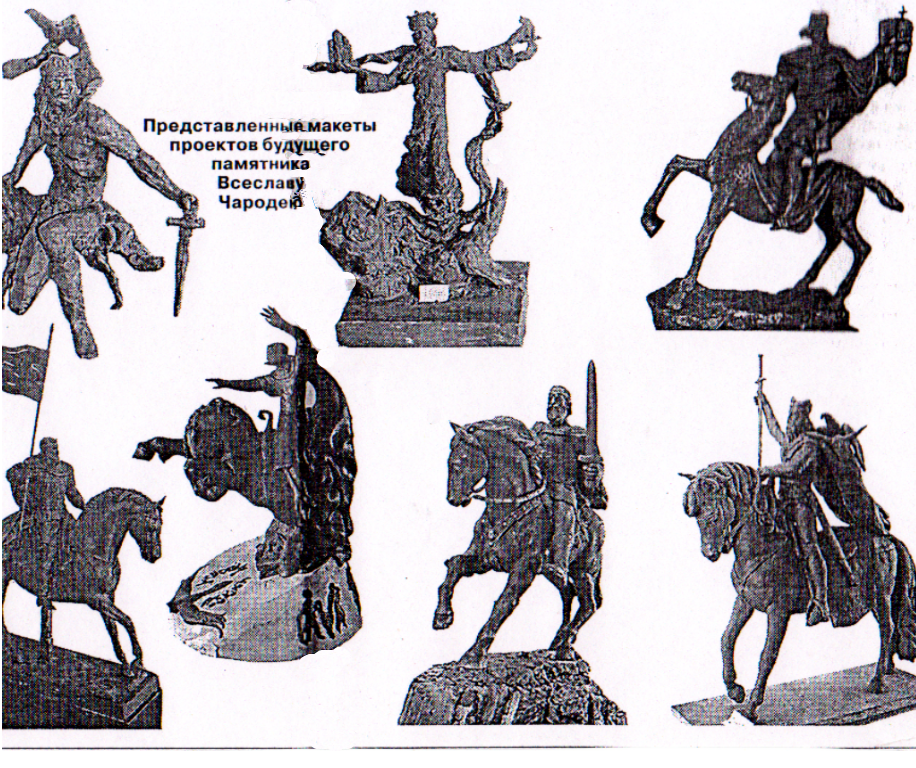 Представленные макеты
проектов будущего
памятника
Всеславу
Чародею